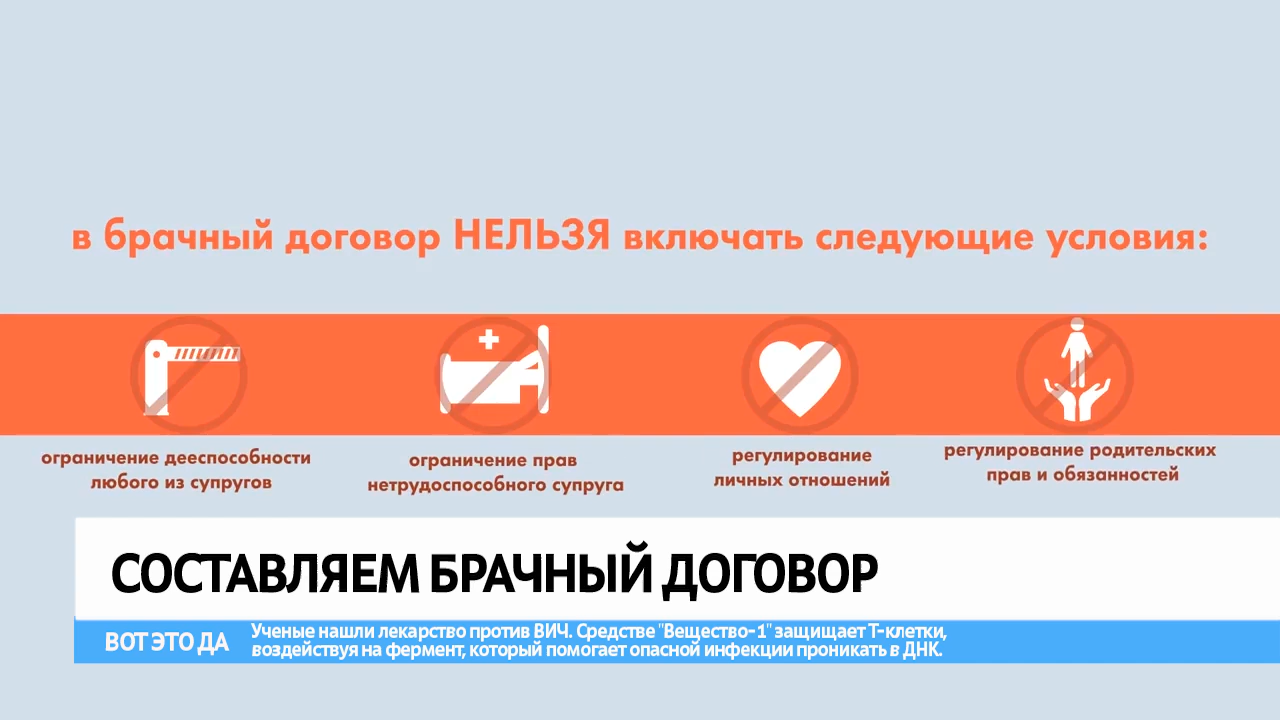 в брачный договор НЕЛЬЗЯ включать следующие условия:
ограничение дееспособности
любого из супругов
ограничение прав
нетрудоспособного супруга
регулирование
личных отношений
регулирование родительских
прав и обязанностей
СОСТАВЛЯЕМ БРАЧНЫЙ ДОГОВОР
ВОТ ЭТО ДА
Ученые нашли лекарство против ВИЧ. Средстве "Вещество-1" защищает Т-клетки,
воздействуя на фермент, который помогает опасной инфекции проникать в ДНК.